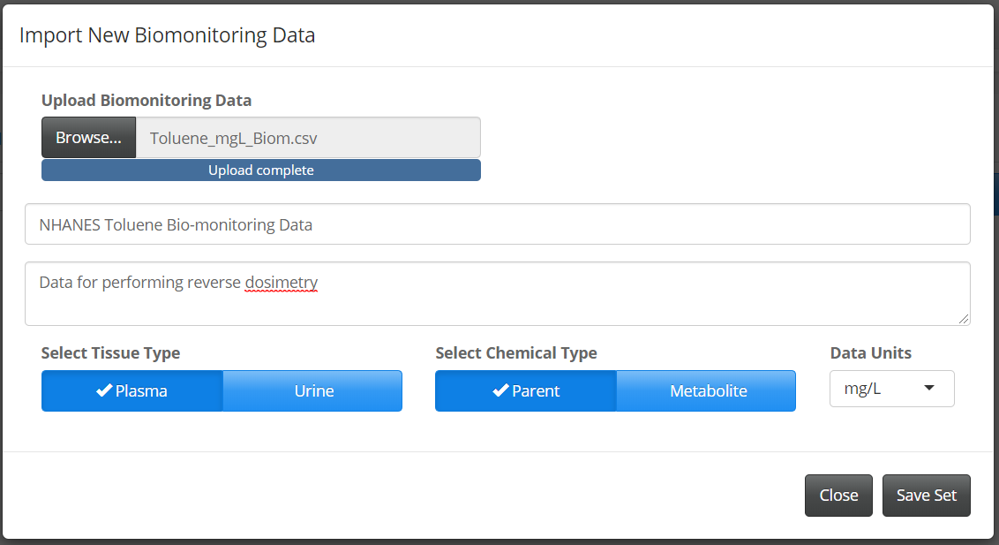 Import New Biomonitoring Data
Upload Biomonitoring Data
Browse... Toluene_mgL_Biom.csv
Upload complete
NHANES Toluene Bio-monitoring Data
Data for performing reverse dosimetry
Select Tissue Type Select Chemical Type Data Units
Plasma Urine Parent Metabolite mg/L
Close Save Set